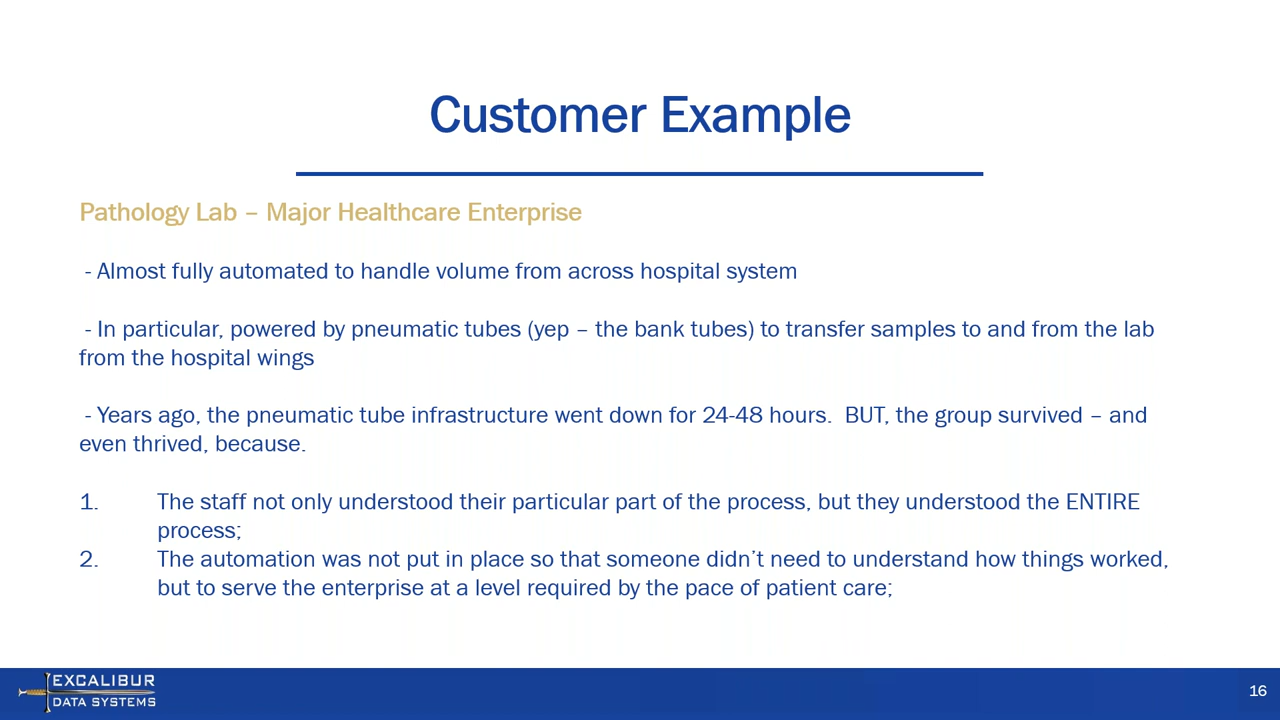 Customer Example
Pathology Lab – Major Healthcare Enterprise
- Almost fully automated to handle volume from across hospital system
- In particular, powered by pneumatic tubes (yep – the bank tubes) to transfer samples to and from the lab
from the hospital wings
- Years ago, the pneumatic tube infrastructure went down for 24-48 hours.  BUT, the group survived – and
even thrived, because.
1. The staff not only understood their particular part of the process, but they understood the ENTIRE
process;
2. The automation was not put in place so that someone didn’t need to understand how things worked,
but to serve the enterprise at a level required by the pace of patient care;
EXCALIBUR
DATA SYSTEMS
16